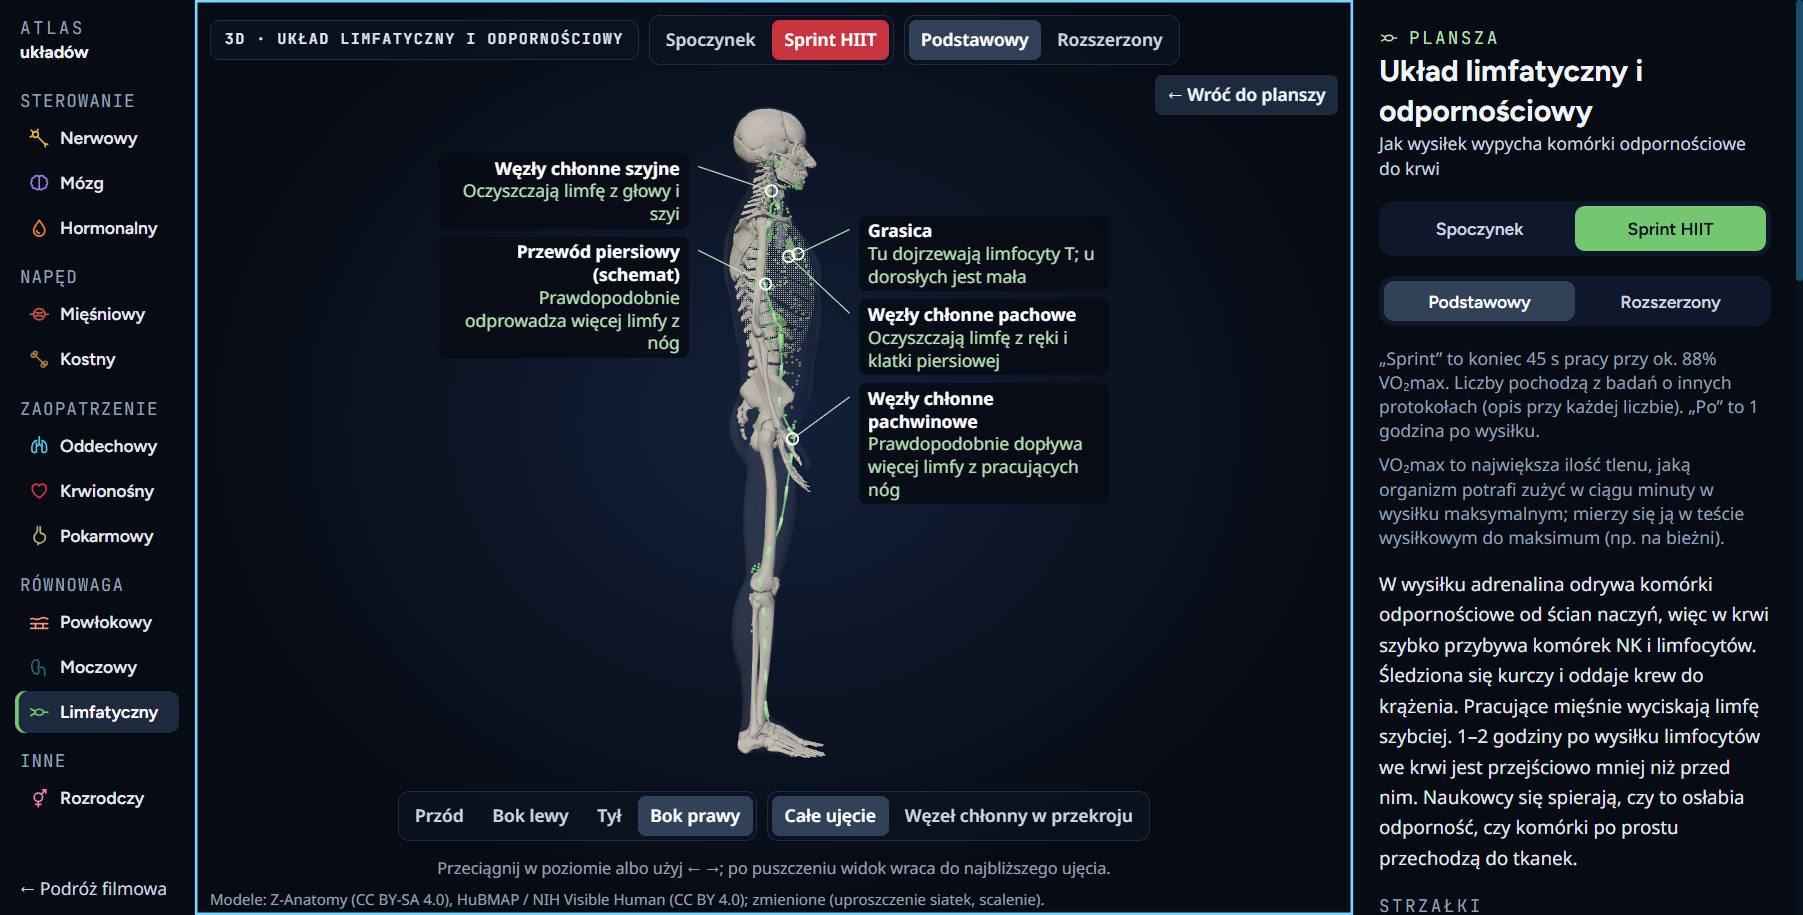 ATLAS
układów
STEROWANIE
Nerwowy
Mózg
Hormonalny
NAPĘD
Mięśniowy
Kostny
ZAOPATRZENIE
Oddechowy
Krwionośny
Pokarmowy
RÓWNOWAGA
Powłokowy
Moczowy
Limfatyczny
INNE
Rozrodczy
← Podróż filmowa
3D · UKŁAD LIMFATYCZNY I ODPORNOŚCIOWY
Spoczynek
Sprint HIIT
Podstawowy
Rozszerzony
← Wróć do planszy
Węzły chłonne szyjne
Oczyszczają limfę z głowy i
szyi
Przewód piersiowy
(schemat)
Prawdopodobnie
odprowadza więcej limfy z
nóg
Grasica
Tu dojrzewają limfocyty T; u
dorosłych jest mała
Węzły chłonne pachowe
Oczyszczają limfę z ręki i
klatki piersiowej
Węzły chłonne
pachwinowe
Prawdopodobnie dopływa
więcej limfy z pracujących
nóg
Przód
Bok lewy
Tył
Bok prawy
Całe ujęcie
Węzeł chłonny w przekroju
Przeciągnij w poziomie albo użyj ← →; po puszczeniu widok wraca do najbliższego ujęcia.
Modele: Z-Anatomy (CC BY-SA 4.0), HuBMAP / NIH Visible Human (CC BY 4.0); zmienione (uproszczenie siatek, scalenie).
PLANSZA
Układ limfatyczny i
odpornościowy
Jak wysiłek wypycha komórki odpornościowe
do krwi
Spoczynek
Sprint HIIT
Podstawowy
Rozszerzony
„Sprint” to koniec 45 s pracy przy ok. 88%
VO₂max. Liczby pochodzą z badań o innych
protokołach (opis przy każdej liczbie). „Po” to 1
godzina po wysiłku.
VO₂max to największa ilość tlenu, jaką
organizm potrafi zużyć w ciągu minuty w
wysiłku maksymalnym; mierzy się ją w teście
wysiłkowym do maksimum (np. na bieżni).
W wysiłku adrenalina odrywa komórki
odpornościowe od ścian naczyń, więc w krwi
szybko przybywa komórek NK i limfocytów.
Śledziona się kurczy i oddaje krew do
krążenia. Pracujące mięśnie wyciskają limfę
szybciej. 1–2 godziny po wysiłku limfocytów
we krwi jest przejściowo mniej niż przed
nim. Naukowcy się spierają, czy to osłabia
odporność, czy komórki po prostu
przechodzą do tkanek.
STRZAŁKI